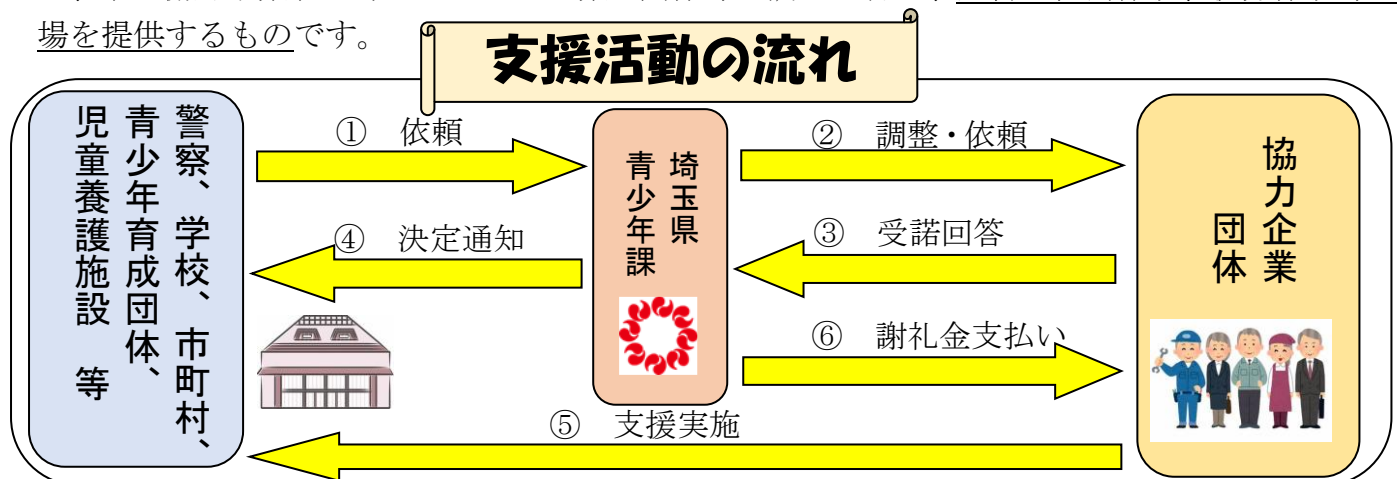 場を提供するものです。
支援活動の流れ
警察、学校、市町村、
青少年育成団体、
児童養護施設　等
① 依頼
埼玉県
青少年課
② 調整・依頼
協力企業
団体
④ 決定通知
③ 受諾回答
⑥ 謝礼金支払い
⑤ 支援実施